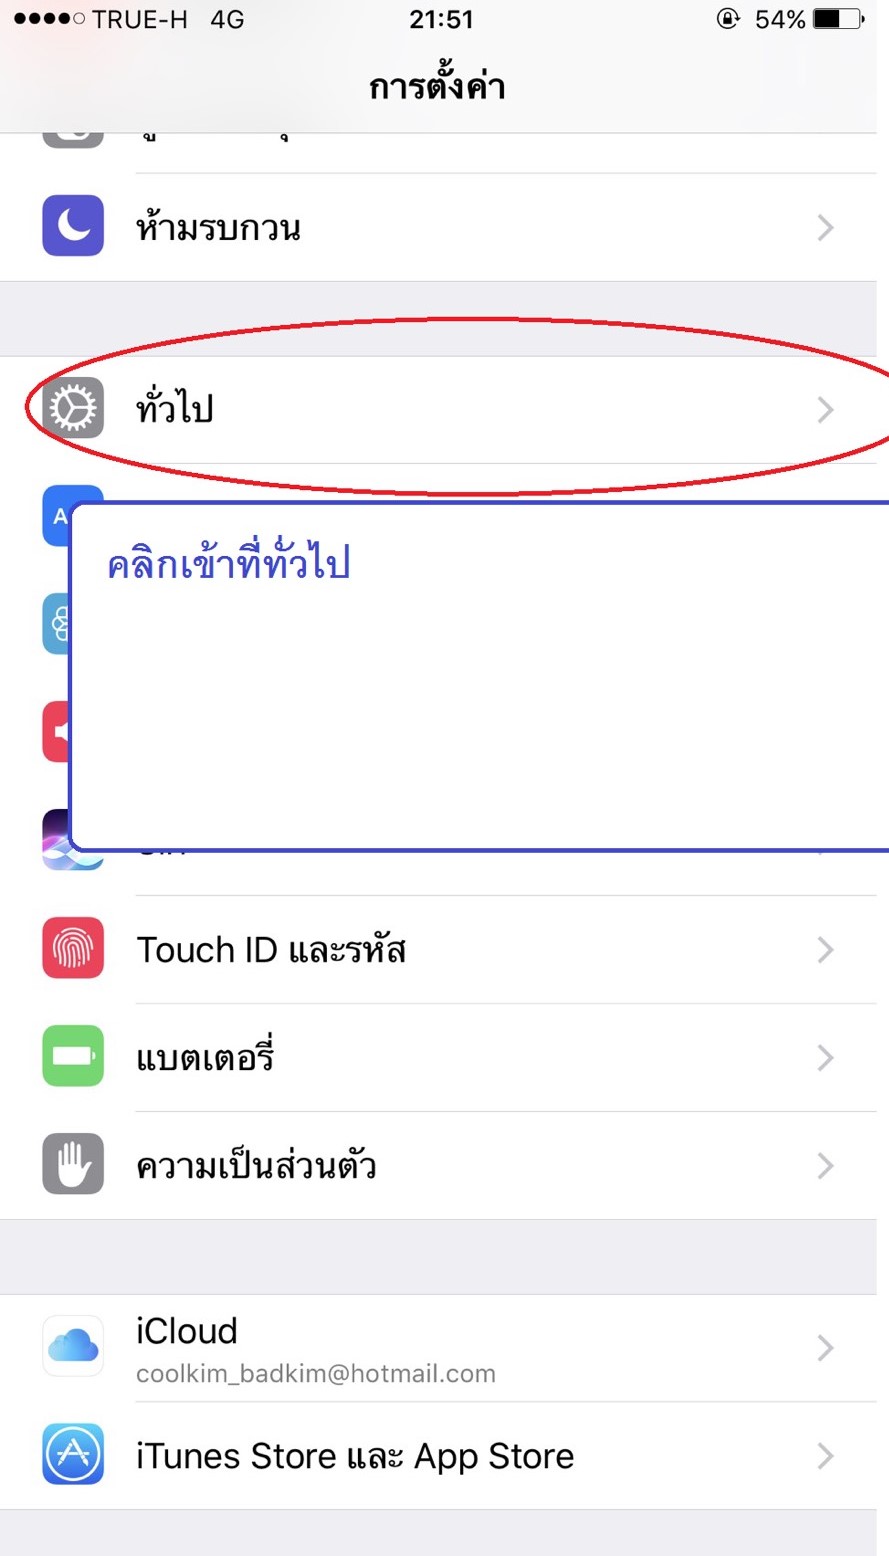 TRUE-H 4G 21:51 54%
การตั้งค่า
ห้ามรบกวน
ทั่วไป
คลิกเข้าที่ทั่วไป
Touch ID และรหัส
แบตเตอรี่
ความเป็นส่วนตัว
iCloud
coolkim_badkim@hotmail.com
iTunes Store และ App Store